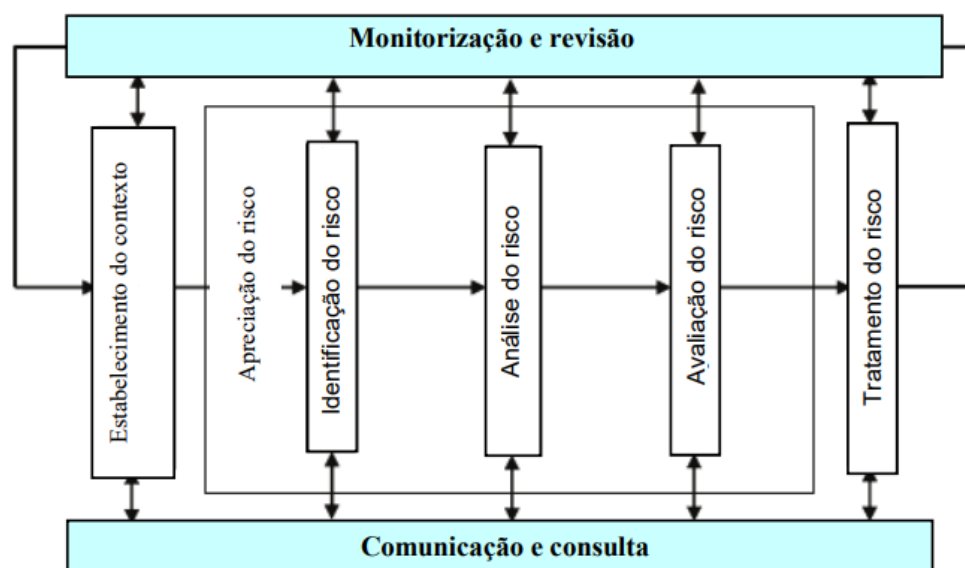 Monitorização e revisão
Estabelecimento do contexto
Apreciação do risco
Identificação do risco
Análise do risco
Avaliação do risco
Tratamento do risco
Comunicação e consulta